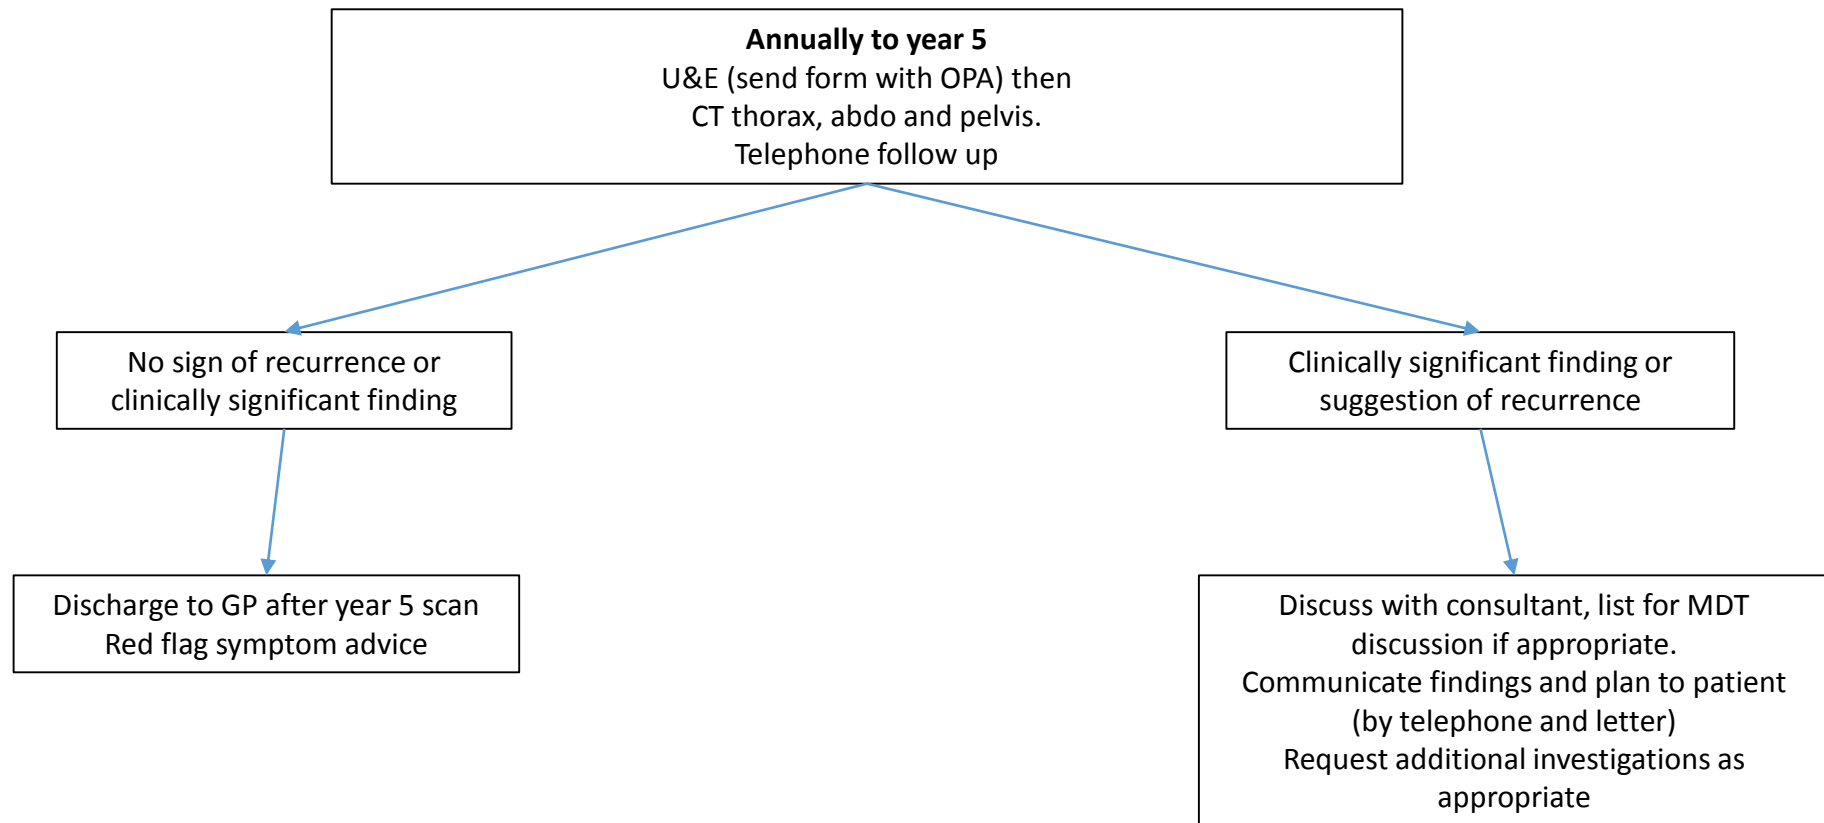 Annually to year 5
U&E (send form with OPA) then
CT thorax, abdo and pelvis.
Telephone follow up
No sign of recurrence or
clinically significant finding
Clinically significant finding or
suggestion of recurrence
Discharge to GP after year 5 scan
Red flag symptom advice
Discuss with consultant, list for MDT
discussion if appropriate.
Communicate findings and plan to patient
(by telephone and letter)
Request additional investigations as
appropriate